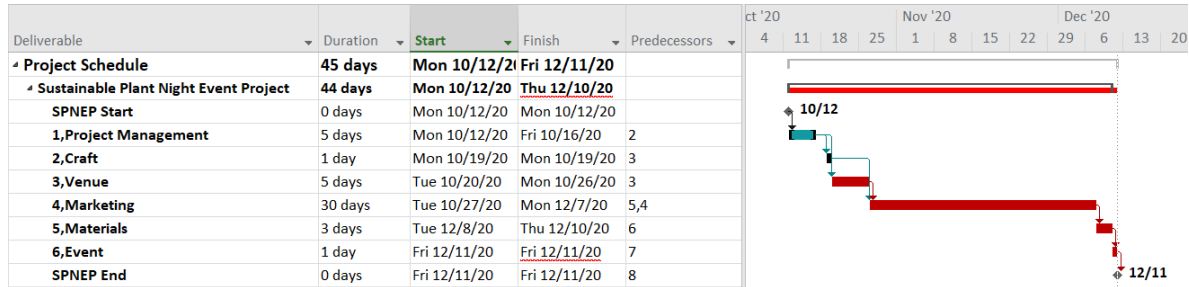 ct '20 Nov '20 Dec '20
Deliverable Duration Start Finish Predecessors 4 11 18 25 1 8 15 22 29 6 13 20
Project Schedule 45 days Mon 10/12/20 Fri 12/11/20
Sustainable Plant Night Event Project 44 days Mon 10/12/20 Thu 12/10/20
SPNEP Start 0 days Mon 10/12/20 Mon 10/12/20 10/12
1,Project Management 5 days Mon 10/12/20 Fri 10/16/20 2
2,Craft 1 day Mon 10/19/20 Mon 10/19/20 3
3,Venue 5 days Tue 10/20/20 Mon 10/26/20 3
4,Marketing 30 days Tue 10/27/20 Mon 12/7/20 5,4
5,Materials 3 days Tue 12/8/20 Thu 12/10/20 6
6,Event 1 day Fri 12/11/20 Fri 12/11/20 7
SPNEP End 0 days Fri 12/11/20 Fri 12/11/20 8 12/11